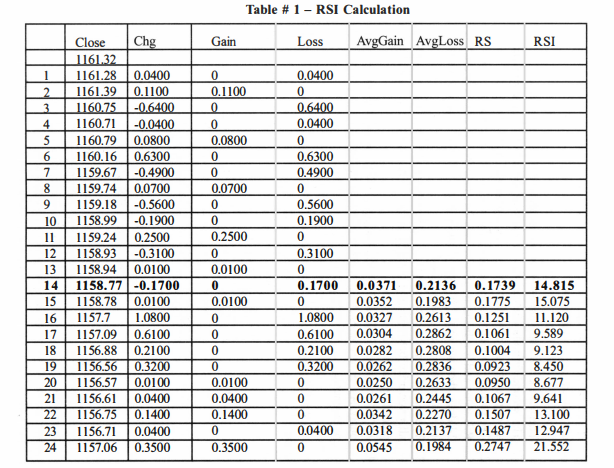 Table # 1 – RSI Calculation
Close Chg Gain Loss AvgGain AvgLoss RS RSI
1161.32
1 1161.28 0.0400 0 0.0400
2 1161.39 0.1100 0.1100 0
3 1160.75 -0.6400 0 0.6400
4 1160.71 -0.0400 0 0.0400
5 1160.79 0.0800 0.0800 0
6 1160.16 0.6300 0 0.6300
7 1159.67 -0.4900 0 0.4900
8 1159.74 0.0700 0.0700 0
9 1159.18 -0.5600 0 0.5600
10 1158.99 -0.1900 0 0.1900
11 1159.24 0.2500 0.2500 0
12 1158.93 -0.3100 0 0.3100
13 1158.94 0.0100 0.0100 0
14 1158.77 -0.1700 0 0.1700 0.0371 0.2136 0.1739 14.815
15 1158.78 0.0100 0.0100 0 0.0352 0.1983 0.1775 15.075
16 1157.7 1.0800 0 1.0800 0.0327 0.2613 0.1251 11.120
17 1157.09 0.6100 0 0.6100 0.0304 0.2862 0.1061 9.589
18 1156.88 0.2100 0 0.2100 0.0282 0.2808 0.1004 9.123
19 1156.56 0.3200 0 0.3200 0.0262 0.2836 0.0923 8.450
20 1156.57 0.0100 0.0100 0 0.0250 0.2633 0.0950 8.677
21 1156.61 0.0400 0.0400 0 0.0261 0.2445 0.1067 9.641
22 1156.75 0.1400 0.1400 0 0.0342 0.2270 0.1507 13.100
23 1156.71 0.0400 0 0.0400 0.0318 0.2137 0.1487 12.947
24 1157.06 0.3500 0.3500 0 0.0545 0.1984 0.2747 21.552